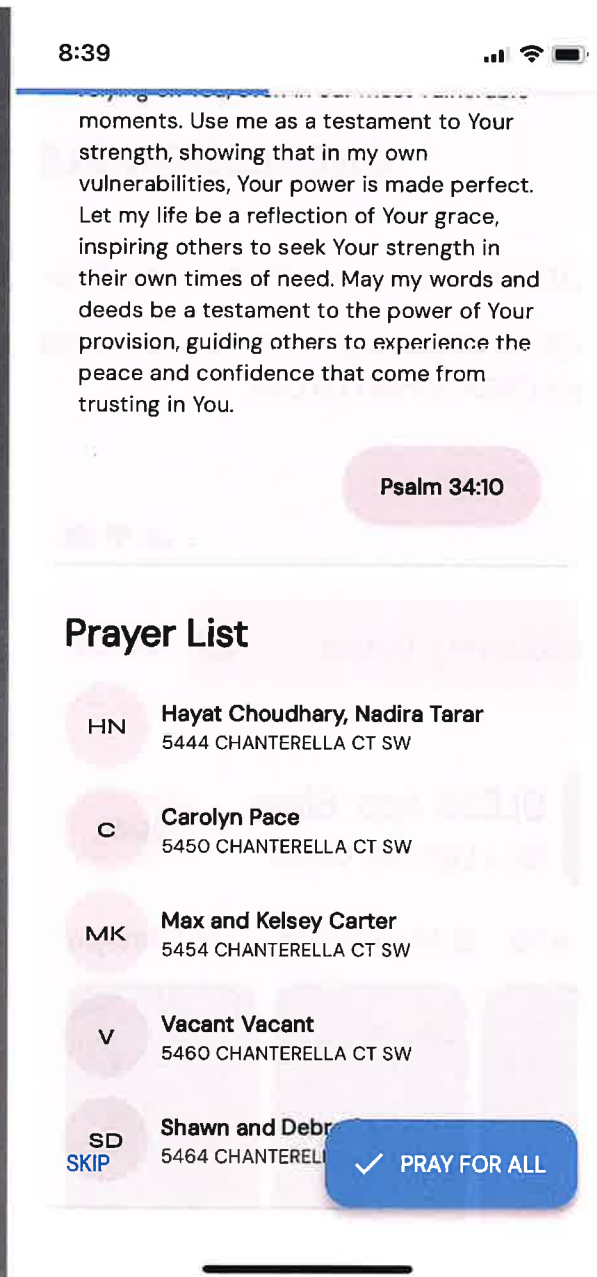 8:39
moments. Use me as a testament to Your
strength, showing that in my own
vulnerabilities, Your power is made perfect.
Let my life be a reflection of Your grace,
inspiring others to seek Your strength in
their own times of need. May my words and
deeds be a testament to the power of Your
provision, guiding others to experience the
peace and confidence that come from
trusting in You.
Psalm 34:10
Prayer List
HN
Hayat Choudhary, Nadira Tarar
5444 CHANTERELLA CT SW
C
Carolyn Pace
5450 CHANTERELLA CT SW
MK
Max and Kelsey Carter
5454 CHANTERELLA CT SW
V
Vacant Vacant
5460 CHANTERELLA CT SW
SD
Shawn and
5464
SKIP
PRAY FOR ALL